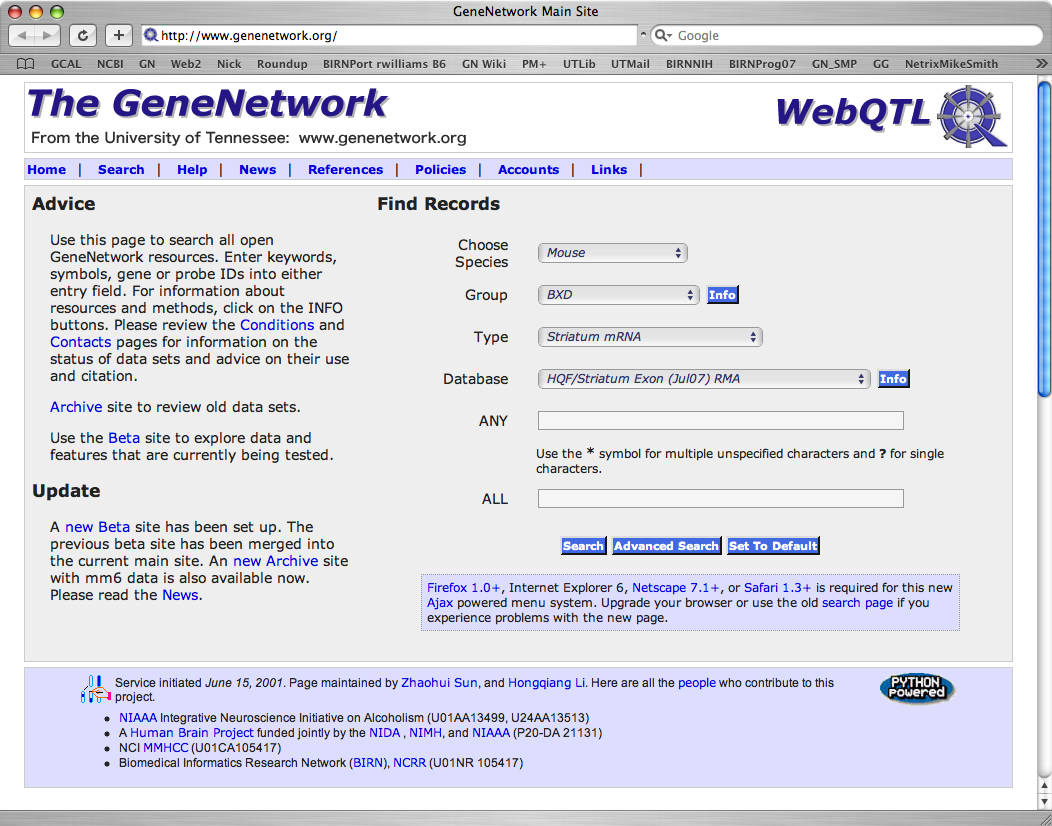 GeneNetwork Main Site
http://www.genenetwork.org/
Google
GCAL NCBI GN Web2 Nick Roundup BIRNPort rwilliams B6 GN Wiki PM+ UTLib UTMail BIRNNIH BIRNProg07 GN_SMP GG NetrixMikeSmith
The GeneNetwork
WebQTL
From the University of Tennessee: www.genenetwork.org
Home | Search | Help | News | References | Policies | Accounts | Links |
Advice
Use this page to search all open
GeneNetwork resources. Enter keywords,
symbols, gene or probe IDs into either
entry field. For information about
resources and methods, click on the INFO
buttons. Please review the Conditions and
Contacts pages for information on the
status of data sets and advice on their use
and citation.
Archive site to review old data sets.
Use the Beta site to explore data and
features that are currently being tested.
Update
A new Beta site has been set up. The
previous beta site has been merged into
the current main site. An new Archive site
with mm6 data is also available now.
Please read the News.
Find Records
Choose
Species
Mouse
Group
BXD
Info
Type
Striatum mRNA
Database
HQF/Striatum Exon (Jul07) RMA
Info
ANY
Use the * symbol for multiple unspecified characters and ? for single
characters.
ALL
Search
Advanced Search
Set To Default
Firefox 1.0+, Internet Explorer 6, Netscape 7.1+, or Safari 1.3+ is required for this new
Ajax powered menu system. Upgrade your browser or use the old search page if you
experience problems with the new page.
Service initiated June 15, 2001. Page maintained by Zhaohui Sun, and Hongqiang Li. Here are all the people who contribute to this
project.
PYTHON
Powered
• NIAAA Integrative Neuroscience Initiative on Alcoholism (U01AA13499, U24AA13513)
• A Human Brain Project funded jointly by the NIDA , NIMH, and NIAAA (P20-DA 21131)
• NCI MMHCC (U01CA105417)
• Biomedical Informatics Research Network (BIRN), NCRR (U01NR 105417)